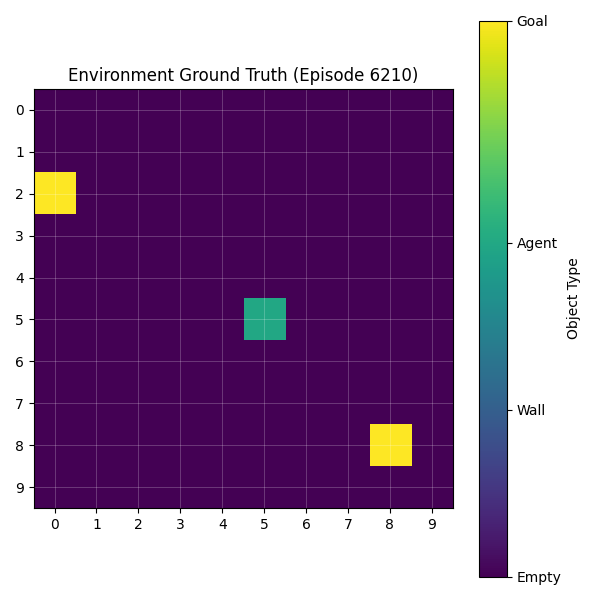 Environment Ground Truth (Episode 6210)
0
1
2
3
4
5
6
7
8
9
0 1 2 3 4 5 6 7 8 9
Goal
Agent
Wall
Empty
Object Type